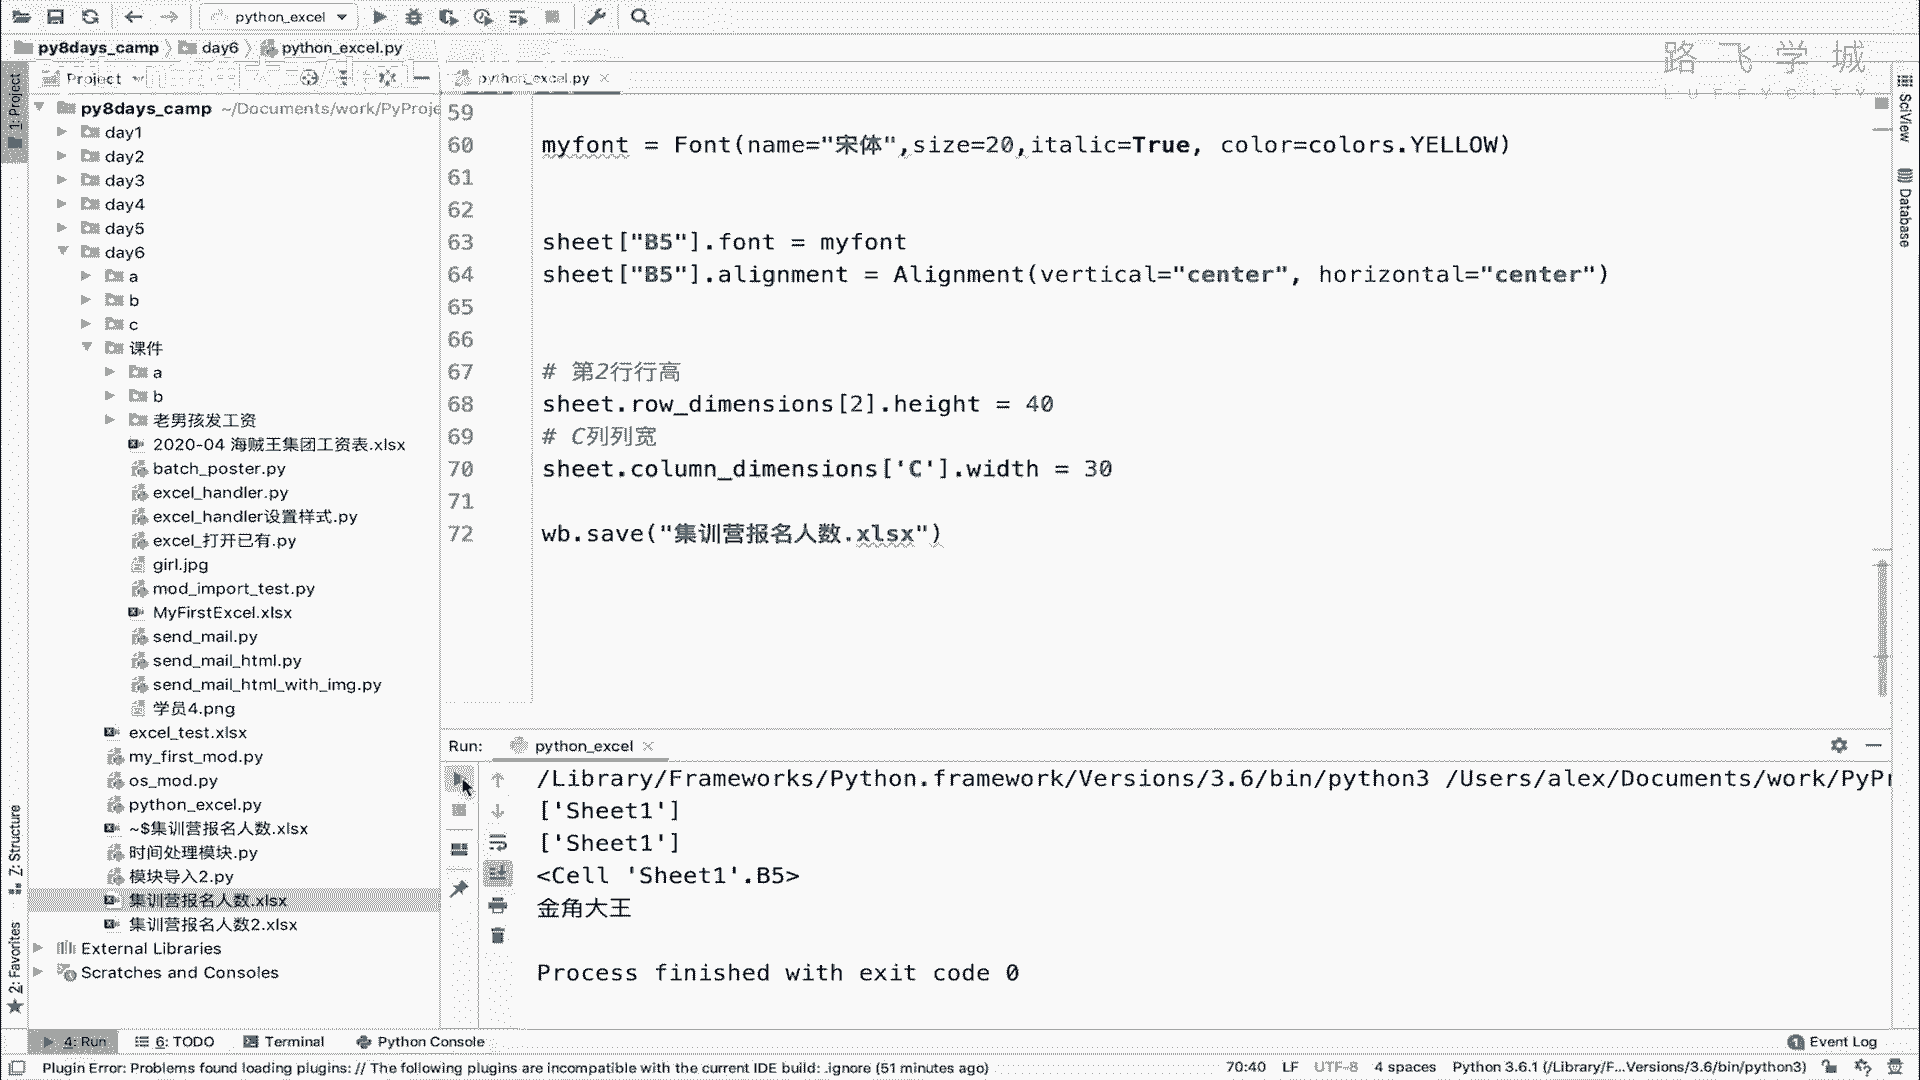 python_excel
py8days_camp day6 python_excel.py
路飞学城
LUFFYCITY
1: Project
Project
python_excel.py
py8days_camp ~/Documents/work/PyProje
day1
day2
day3
day4
day5
day6
a
b
c
课件
a
b
老男孩发工资
2020-04 海贼王集团工资表.xlsx
batch_poster.py
excel_handler.py
excel_handler设置样式.py
excel_打开已有.py
girl.jpg
mod_import_test.py
MyFirstExcel.xlsx
send_mail.py
send_mail_html.py
send_mail_html_with_img.py
学员4.png
excel_test.xlsx
my_first_mod.py
os_mod.py
python_excel.py
~$集训营报名人数.xlsx
时间处理模块.py
模块导入2.py
集训营报名人数.xlsx
集训营报名人数2.xlsx
External Libraries
Scratches and Consoles
59
60 myfont = Font(name="宋体",size=20,italic=True, color=colors.YELLOW)
61
62
63 sheet["B5"].font = myfont
64 sheet["B5"].alignment = Alignment(vertical="center", horizontal="center")
65
66
67 # 第2行行高
68 sheet.row_dimensions[2].height = 40
69 # C列列宽
70 sheet.column_dimensions['C'].width = 30
71
72 wb.save("集训营报名人数.xlsx")
SciView
Database
Z: Structure
2: Favorites
Run: python_excel
/Library/Frameworks/Python.framework/Versions/3.6/bin/python3 /Users/alex/Documents/work/PyPr
['Sheet1']
['Sheet1']
<Cell 'Sheet1'.B5>
金角大王
Process finished with exit code 0
4: Run 6: TODO Terminal Python Console 1 Event Log
Plugin Error: Problems found loading plugins: // The following plugins are incompatible with the current IDE build: .ignore (51 minutes ago) 70:40 LF UTF-8 4 spaces Python 3.6.1 (/Library/F...Versions/3.6/bin/python3)